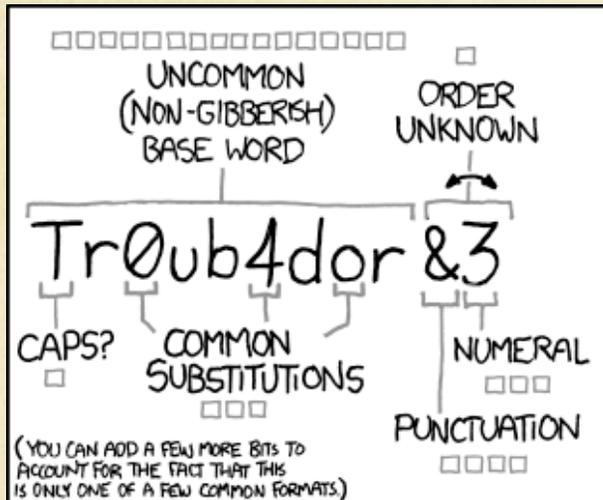 UNCOMMON
(NON-GIBBERISH)
BASE WORD
ORDER
UNKNOWN
Tr0ub4dor &3
CAPS?
COMMON
SUBSTITUTIONS
NUMERAL
PUNCTUATION
(YOU CAN ADD A FEW MORE BITS TO
ACCOUNT FOR THE FACT THAT THIS
IS ONLY ONE OF A FEW COMMON FORMATS.)